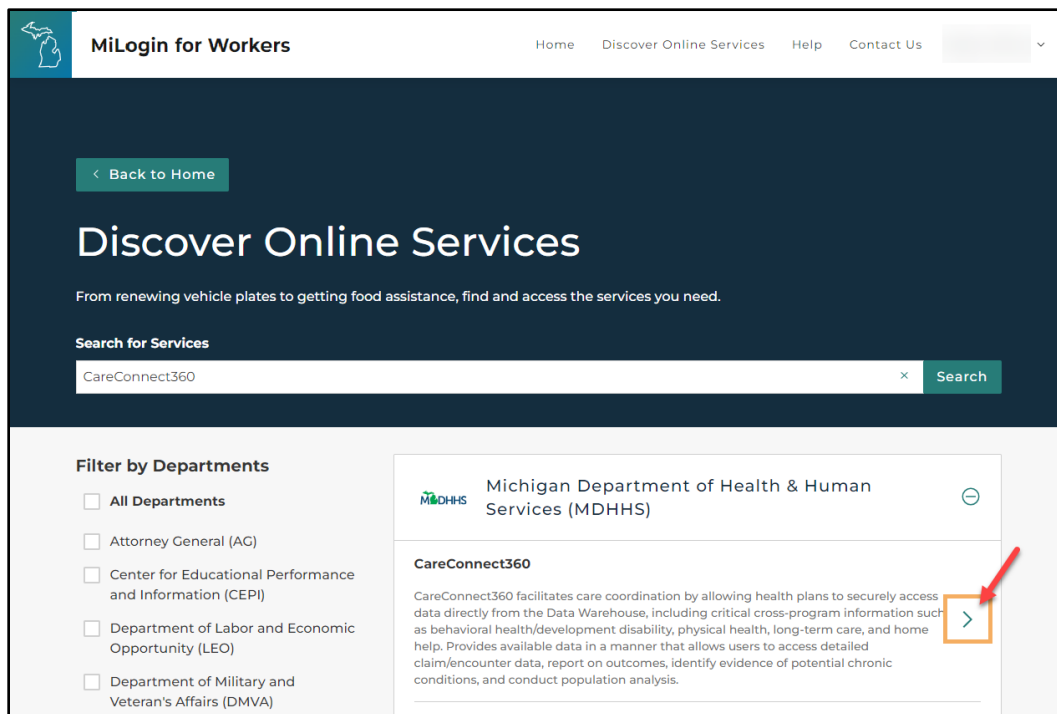 MiLogin for Workers
Home Discover Online Services Help Contact Us
< Back to Home
Discover Online Services
From renewing vehicle plates to getting food assistance, find and access the services you need.
Search for Services
CareConnect360 × Search
Filter by Departments
All Departments
Attorney General (AG)
Center for Educational Performance
and Information (CEPI)
Department of Labor and Economic
Opportunity (LEO)
Department of Military and
Veteran's Affairs (DMVA)
MDHHS
Michigan Department of Health & Human
Services (MDHHS)
CareConnect360
CareConnect360 facilitates care coordination by allowing health plans to securely access
data directly from the Data Warehouse, including critical cross-program information such
as behavioral health/development disability, physical health, long-term care, and home
help. Provides available data in a manner that allows users to access detailed
claim/encounter data, report on outcomes, identify evidence of potential chronic
conditions, and conduct population analysis.